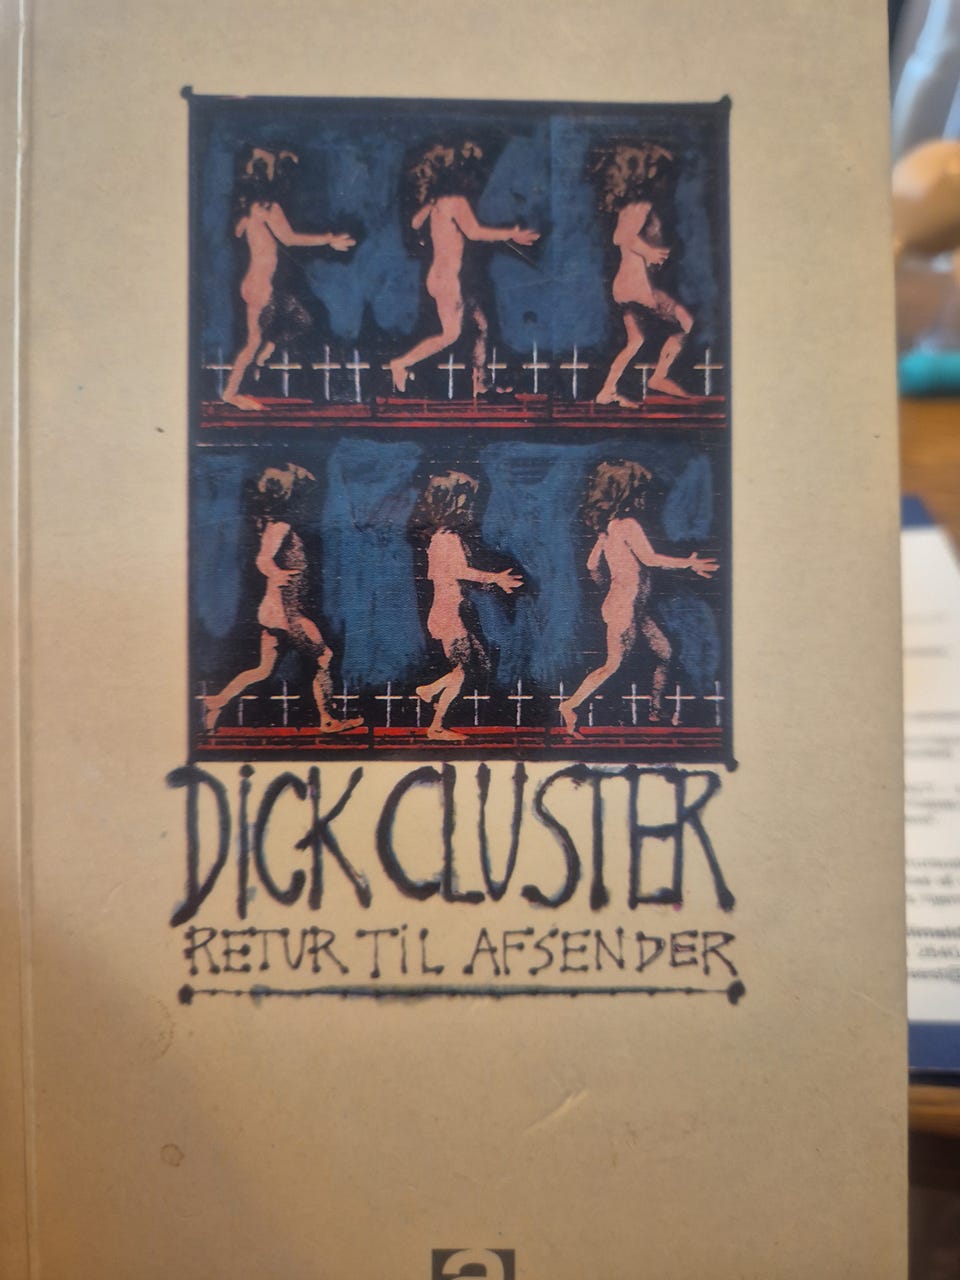 DiCK CLUSTER
RETUR TiL AFSENDER
a